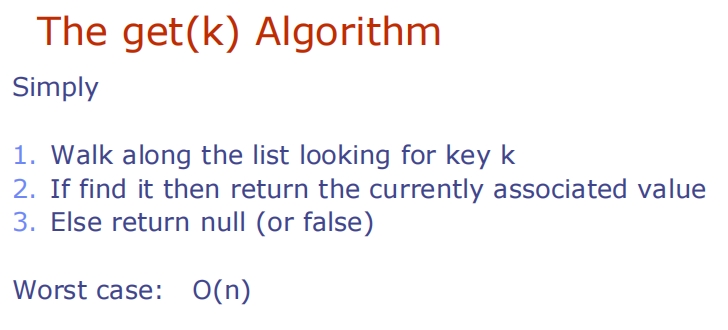 The get(k) Algorithm
Simply
1. Walk along the list looking for key k
2. If find it then return the currently associated value
3. Else return null (or false)
Worst case: O(n)